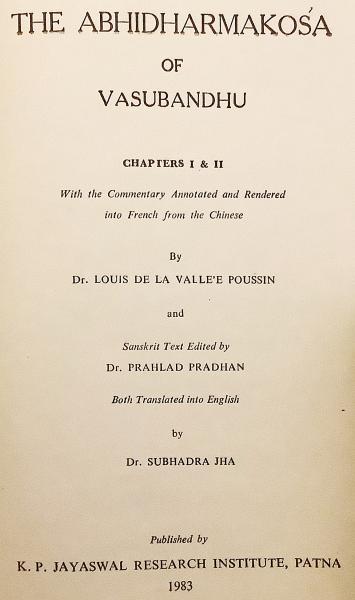 THE ABHIDHARMAKOŚA
OF
VASUBANDHU
CHAPTERS I & II
With the Commentary Annotated and Rendered
into French from the Chinese
By
Dr. LOUIS DE LA VALLE'E POUSSIN
and
Sanskrit Text Edited by
Dr. PRAHLAD PRADHAN
Both Translated into English
by
Dr. SUBHADRA JHA
Published by
K. P. JAYASWAL RESEARCH INSTITUTE, PATNA
1983